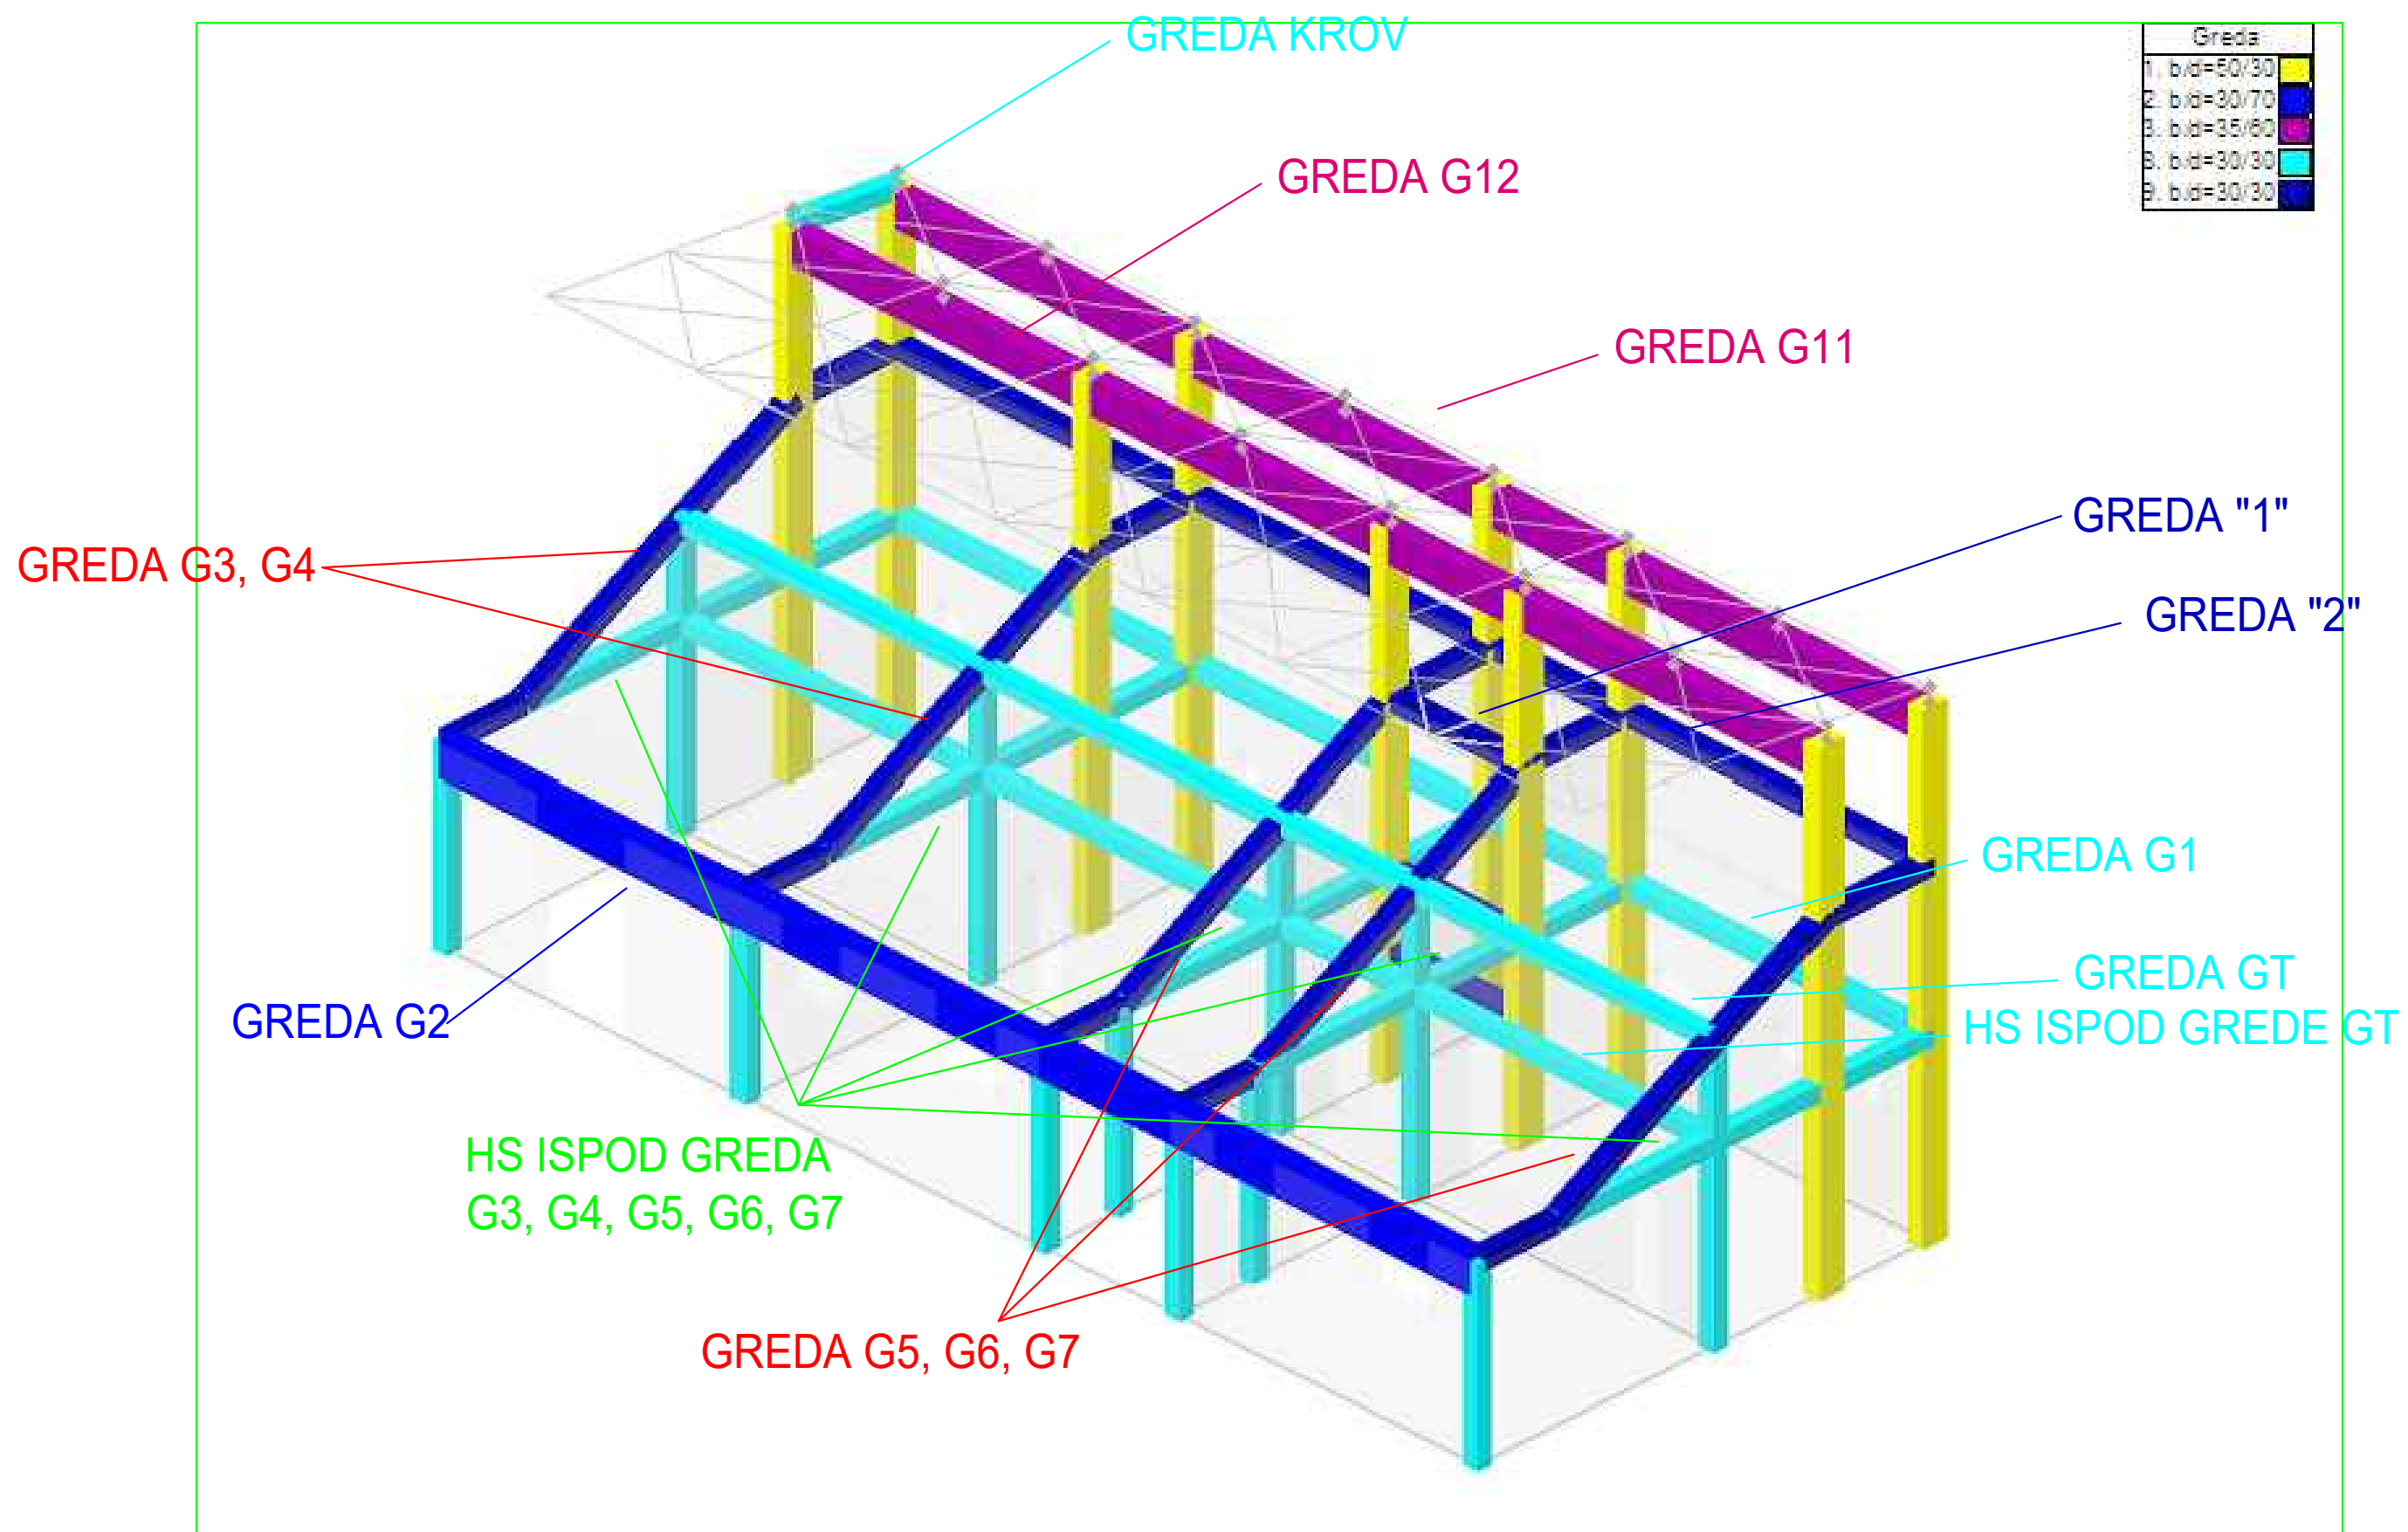 GREDA KROV
Greda
1. b/d=50/30
2. b/d=30/70
3. b/d=35/60
8. b/d=30/30
9. b/d=30/30
GREDA G12
GREDA G11
GREDA "1"
GREDA G3, G4
GREDA "2"
GREDA G1
GREDA GT
GREDA G2
HS ISPOD GREDE GT
HS ISPOD GREDA
G3, G4, G5, G6, G7
GREDA G5, G6, G7